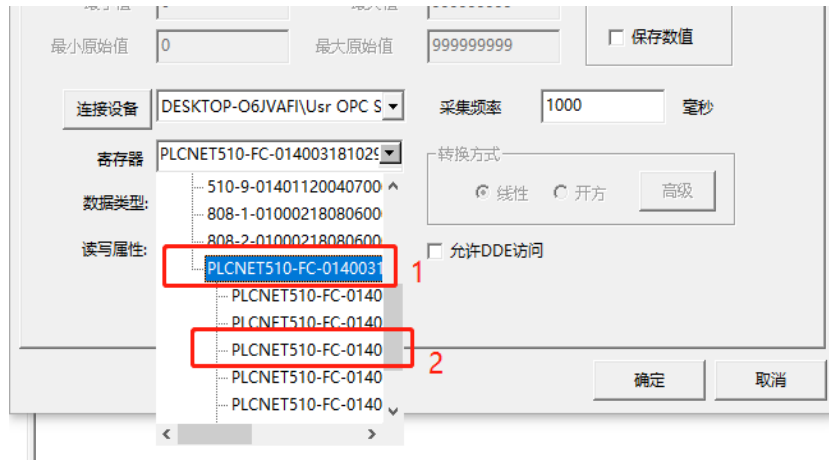 最小原始值 0 最大原始值 999999999 保存数值
连接设备 DESKTOP-O6JVAFI\Usr OPC S 采集频率 1000 毫秒
寄存器 PLCNET510-FC-014003181029 转换方式
510-9-01401120040700
数据类型: 线性 开方 高级
808-1-01000218080600
读写属性: 808-2-01000218080600 允许DDE访问
PLCNET510-FC-0140031 1
PLCNET510-FC-0140
PLCNET510-FC-0140
PLCNET510-FC-0140 2
PLCNET510-FC-0140 确定 取消
PLCNET510-FC-0140